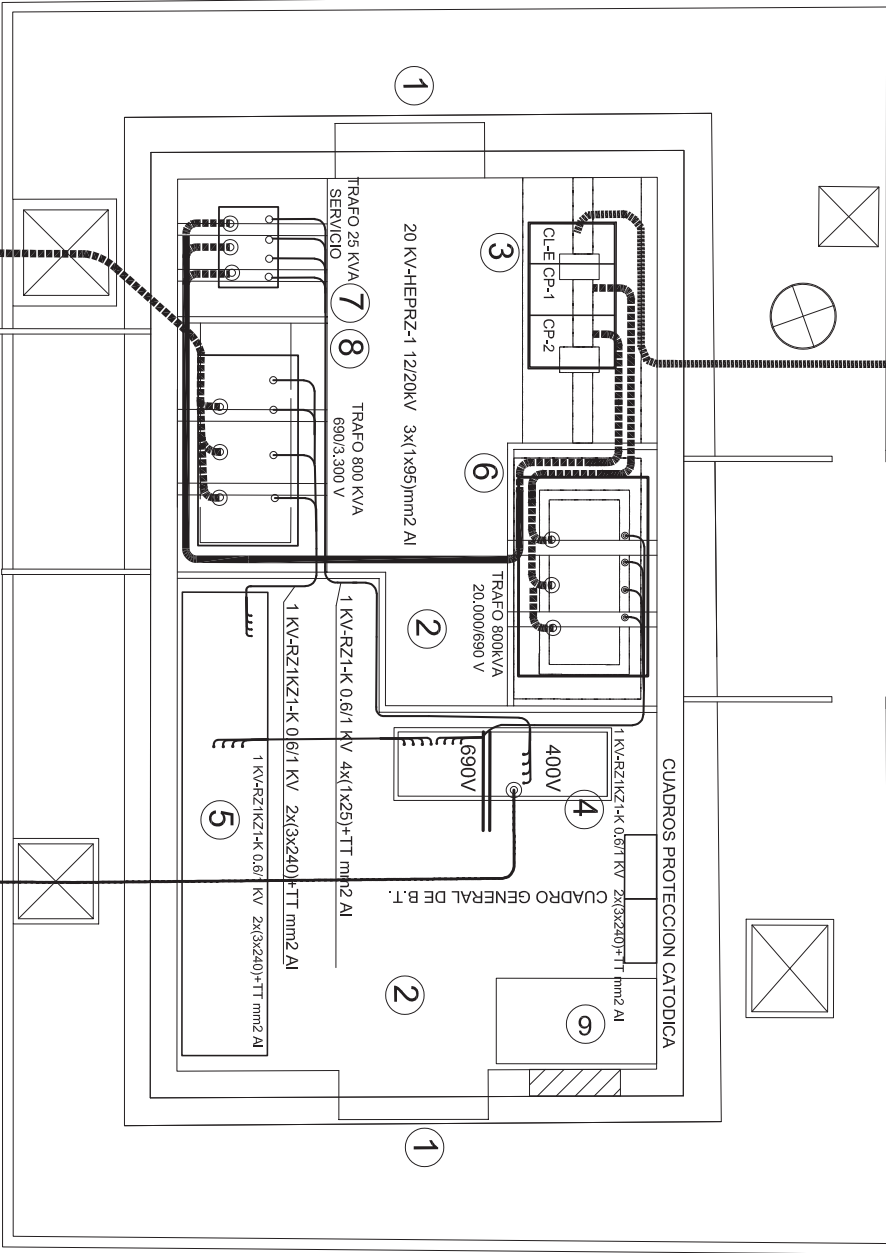 1
CUADROS PROTECCION CATODICA
CL-E
CP-1
CP-2
3
6
TRAFO 800kVA
20.000/690 V
1 KV-RZ1KZ1-K 0.6/1 KV 2x(3x240)+TT mm2 Al
400V
690V
4
CUADRO GENERAL DE B.T.
9
20 KV-HEPRZ-1 12/20kV 3x(1x95)mm2 Al
2
2
TRAFO 25 KVA
SERVICIO
7
8
TRAFO 800 KVA
690/3.300 V
1 KV-RZ1-K 0.6/1 KV 4x(1x25)+TT mm2 Al
1 KV-RZ1KZ1-K 0.6/1 KV 2x(3x240)+TT mm2 Al
1 KV-RZ1KZ1-K 0.6/1 KV 2x(3x240)+TT mm2 Al
5
1